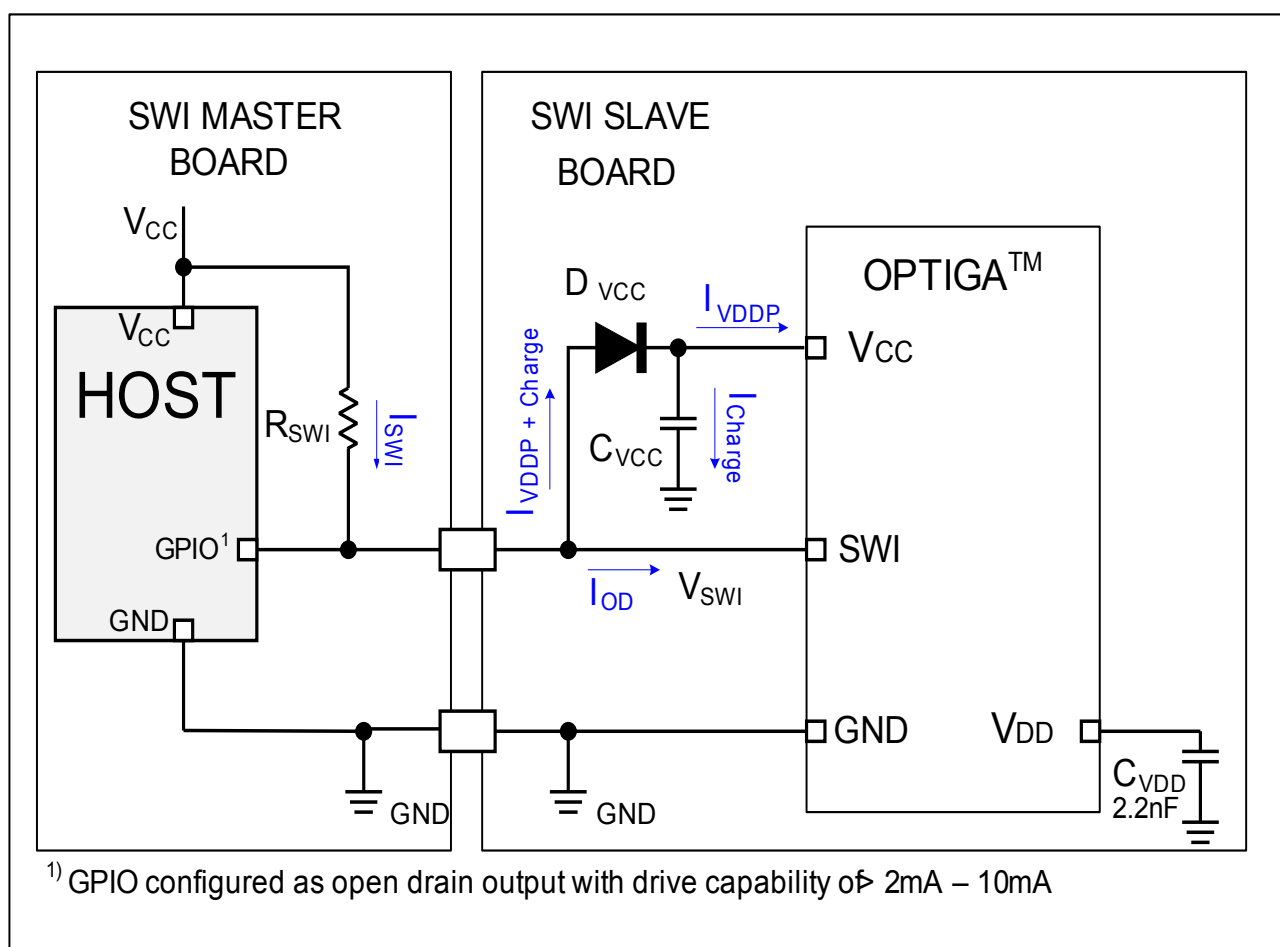 SWI MASTER
BOARD
VCC
VCC
HOST
RSWI
ISWI
GPIO1
GND
GND
SWI SLAVE
BOARD
OPTIGATM
D VCC
IVDDP
VCC
IVDDP + Charge
CVCC
ICharge
SWI
IOD
VSWI
GND
VDD
GND
CVDD
2.2nF
1) GPIO configured as open drain output with drive capability of> 2mA – 10mA